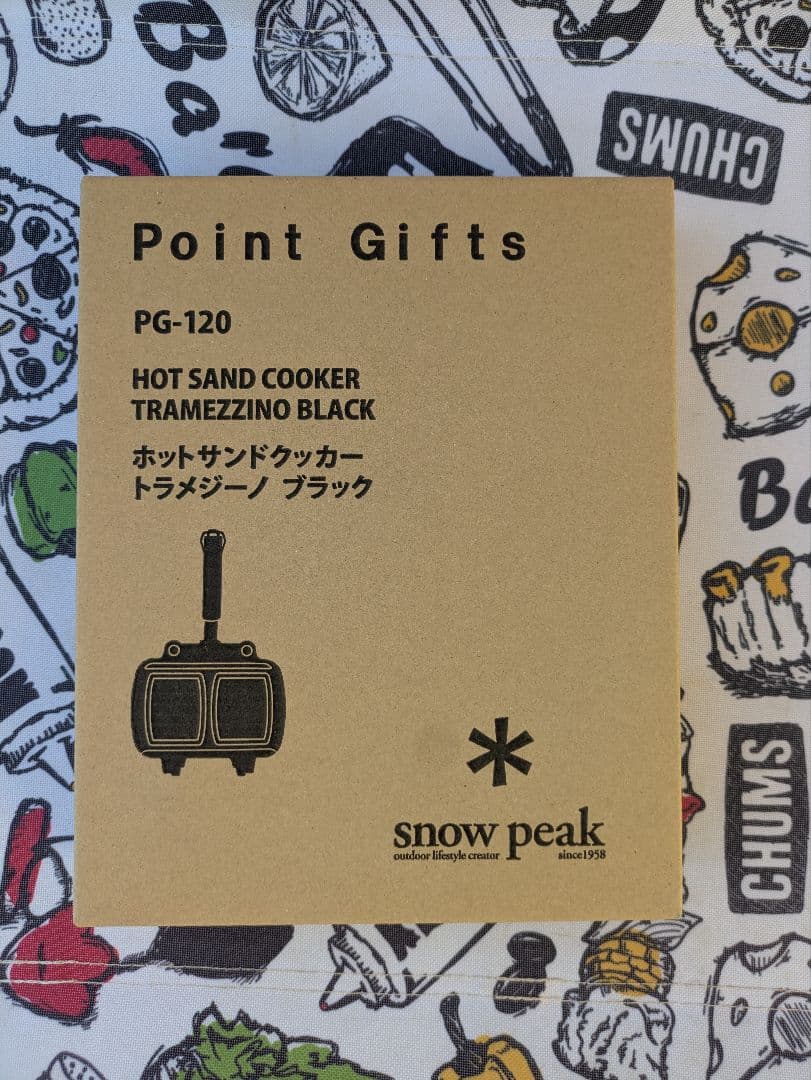 Bar
CHUMS
Point Gifts
PG-120
HOT SAND COOKER
TRAMEZZINO BLACK
ホットサンドクッカー
トラメジーノ ブラック
snow peak
outdoor lifestyle creator since1958
CHUMS